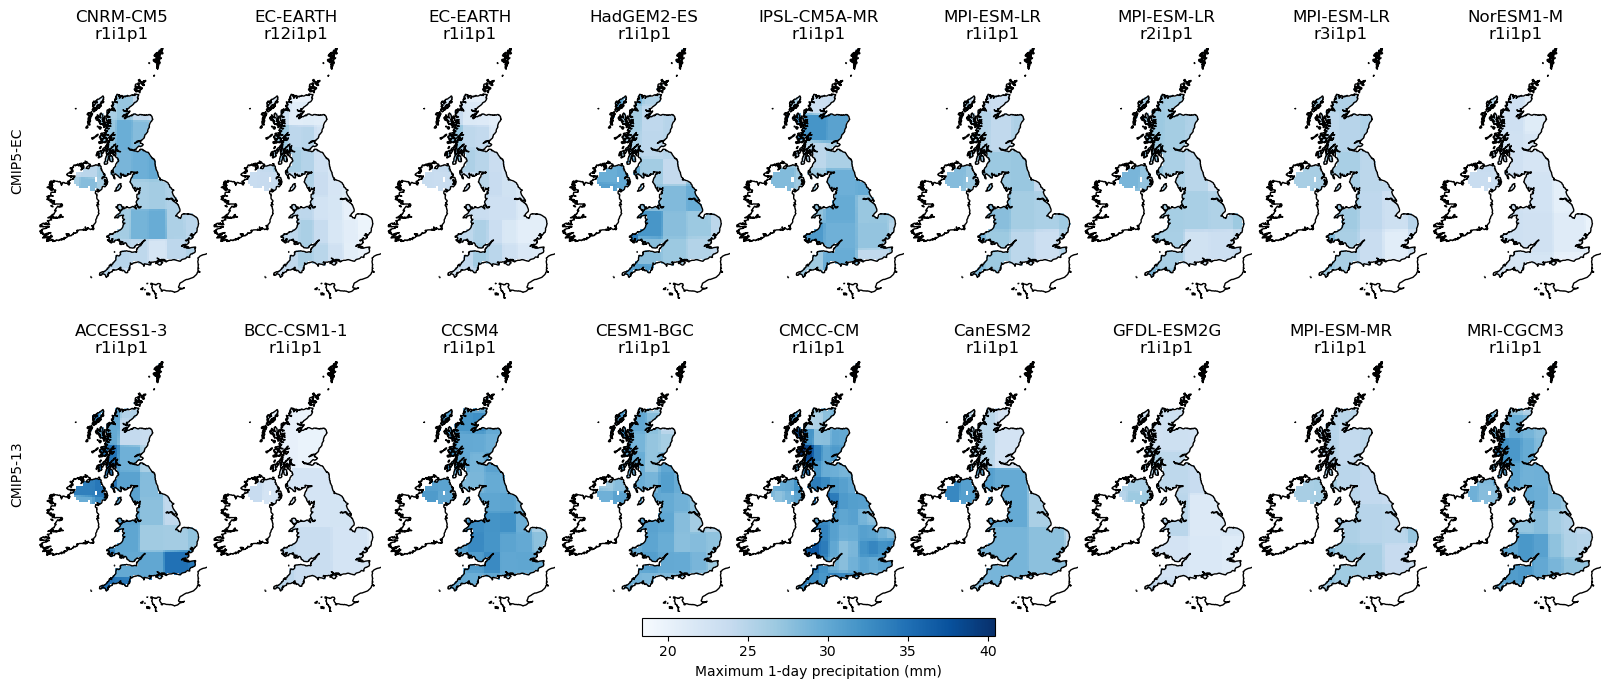 CNRM-CM5 EC-EARTH EC-EARTH HadGEM2-ES IPSL-CM5A-MR MPI-ESM-LR MPI-ESM-LR MPI-ESM-LR NorESM1-M
r1i1p1 r12i1p1 r1i1p1 r1i1p1 r1i1p1 r1i1p1 r2i1p1 r3i1p1 r1i1p1
CMIP5-EC
ACCESS1-3 BCC-CSM1-1 CCSM4 CESM1-BGC CMCC-CM CanESM2 GFDL-ESM2G MPI-ESM-MR MRI-CGCM3
r1i1p1 r1i1p1 r1i1p1 r1i1p1 r1i1p1 r1i1p1 r1i1p1 r1i1p1 r1i1p1
CMIP5-13
20 25 30 35 40
Maximum 1-day precipitation (mm)